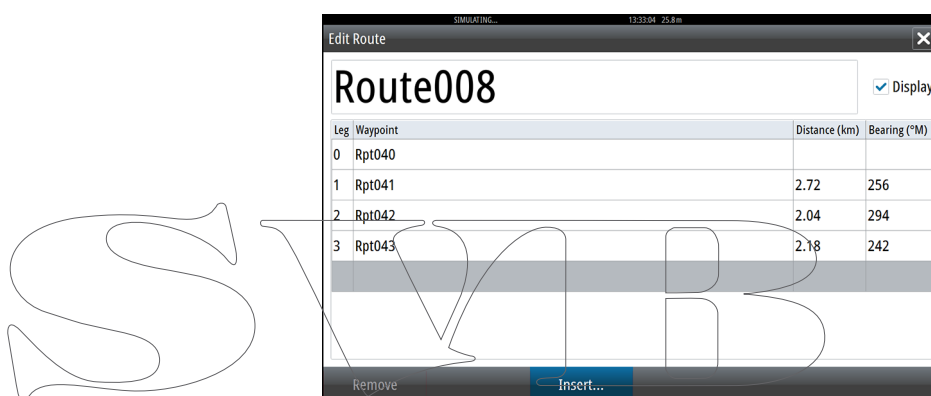 SIMULATING... 13:33:04 25.8 m
Edit Route
Route008
Display
Leg Waypoint Distance (km) Bearing (°M)
0 Rpt040
1 Rpt041 2.72 256
2 Rpt042 2.04 294
3 Rpt043 2.18 242
Remove Insert...
SYB